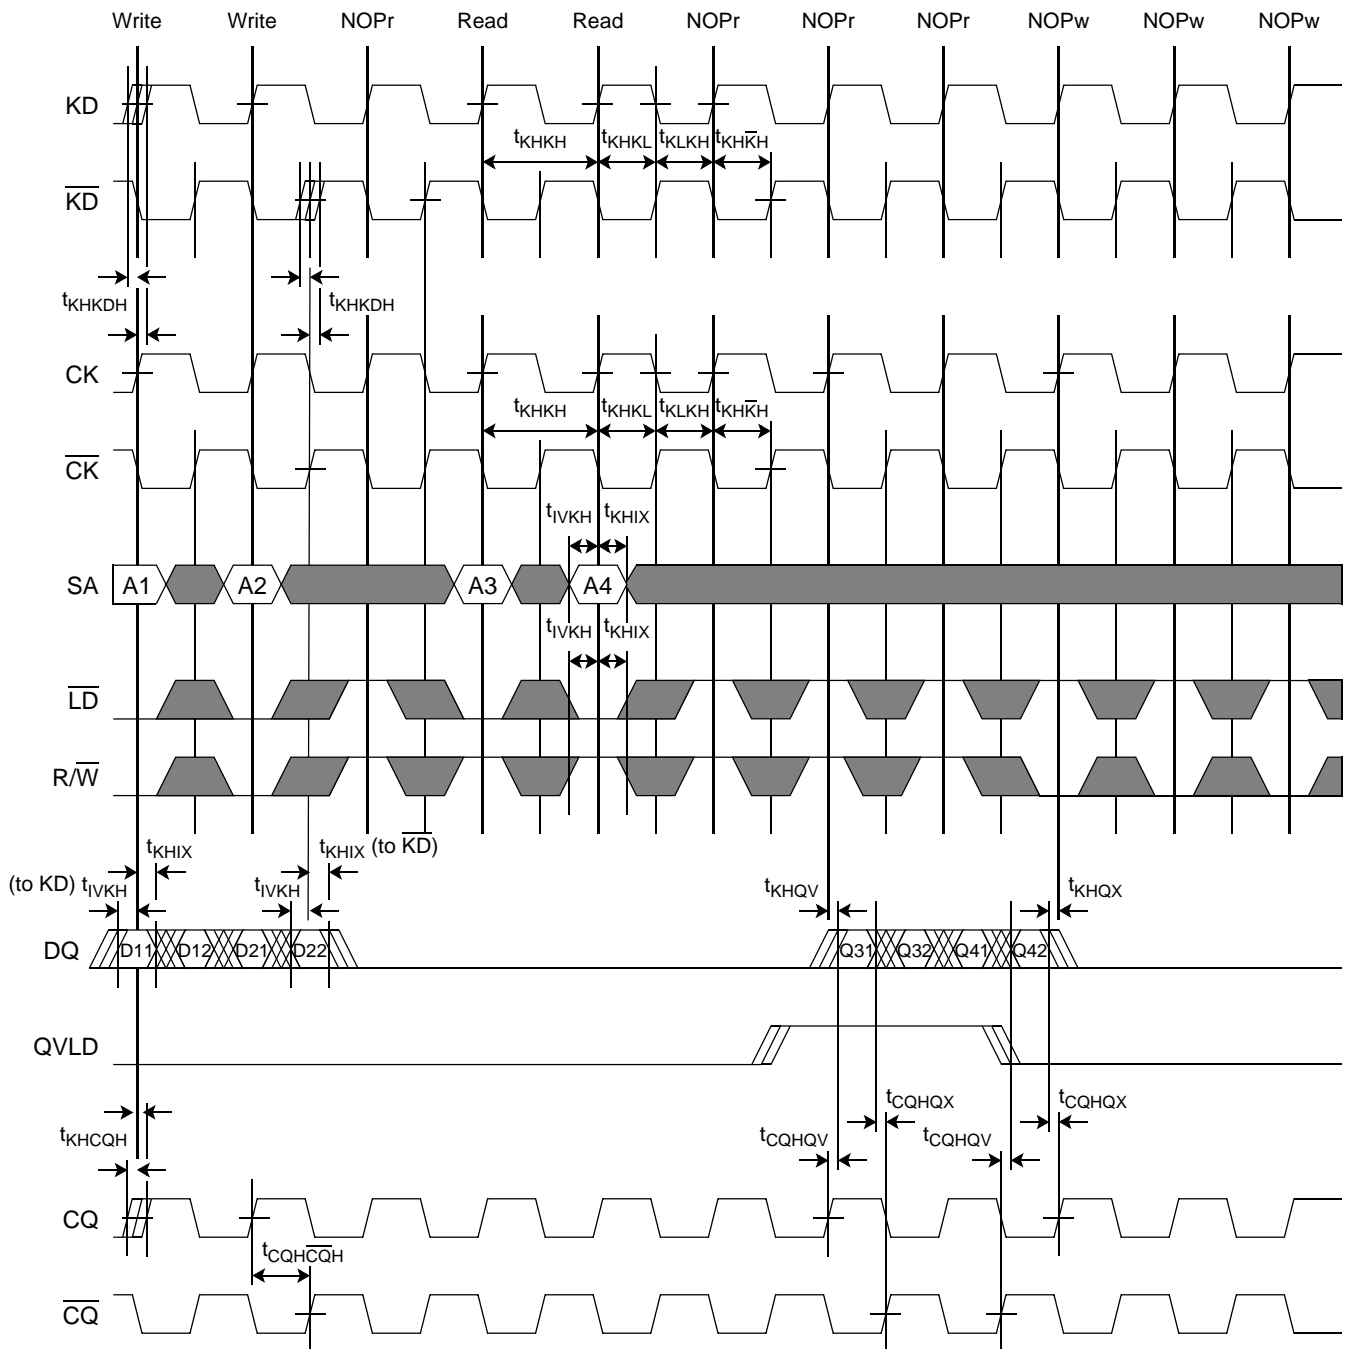 Write Write NOPr Read Read NOPr NOPr NOPr NOPw NOPw NOPw
KD
tKHKH tKHKL tKLKH tKHK̅H
K̅D̅
tKHKDH tKHKDH
CK
tKHKH tKHKL tKLKH tKHK̅H
C̅K̅
tIVKH tKHIX
SA A1 A2 A3 A4
tIVKH tKHIX
L̅D̅
R/W̅
tKHIX tKHIX (to K̅D̅)
(to KD) tIVKH tIVKH tKHQV tKHQX
DQ D11 D12 D21 D22 Q31 Q32 Q41 Q42
QVLD
tCQHQX tCQHQX
tKHCQH tCQHQV tCQHQV
CQ
tCQHC̅Q̅H
C̅Q̅